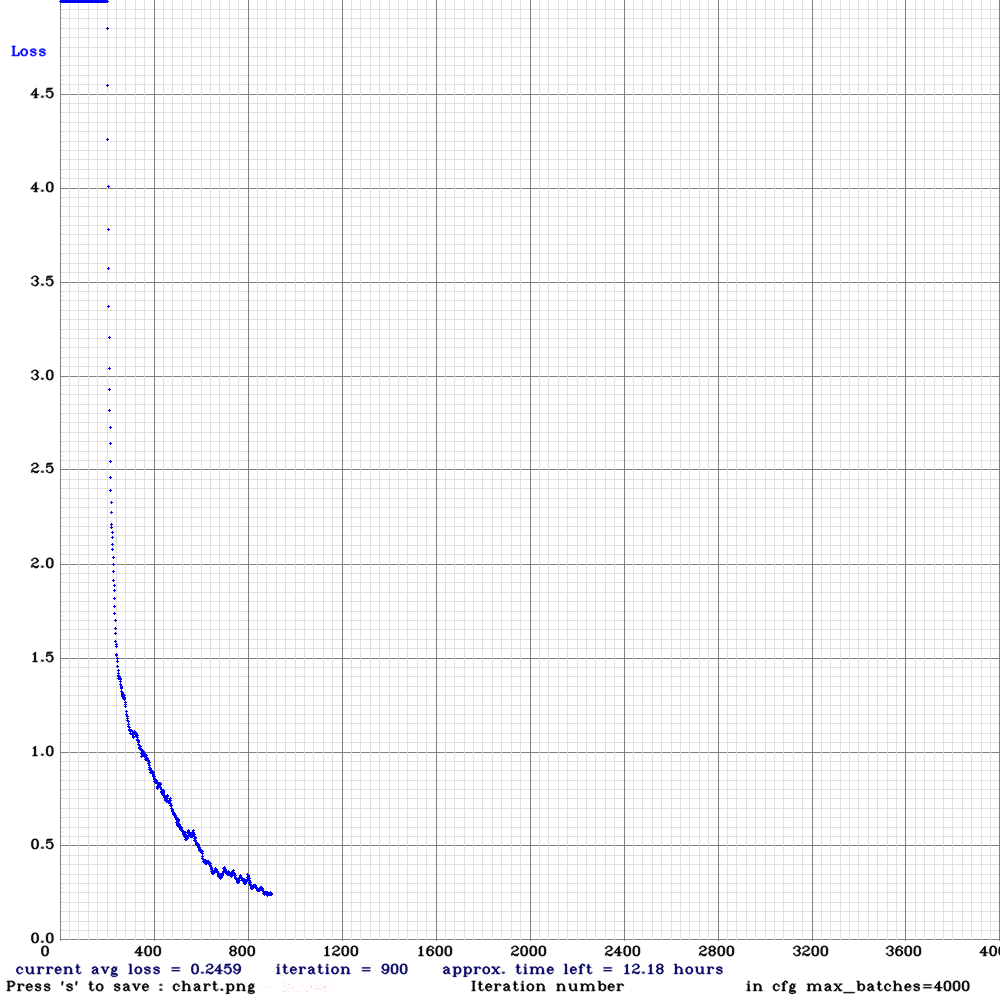 Loss
4.5
4.0
3.5
3.0
2.5
2.0
1.5
1.0
0.5
0.0
0 400 800 1200 1600 2000 2400 2800 3200 3600 400
current avg loss = 0.2459 iteration = 900 approx. time left = 12.18 hours
Press 's' to save : chart.png Iteration number in cfg max_batches=4000